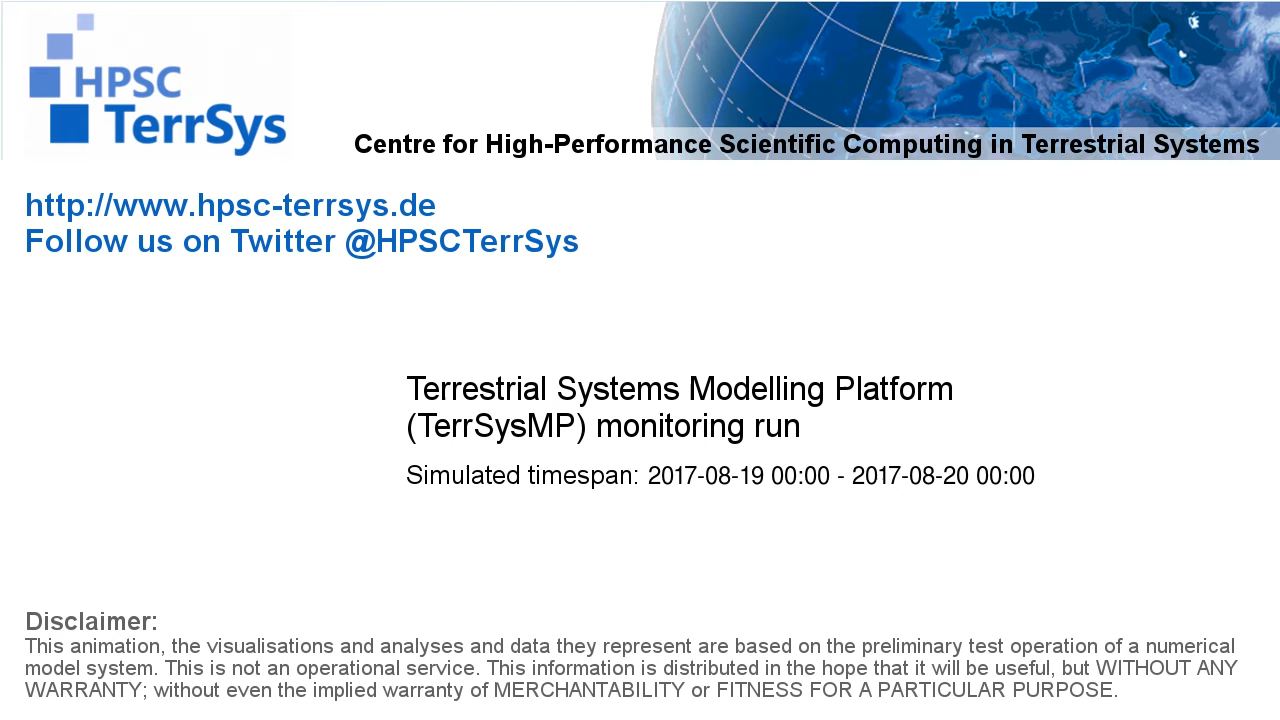 HPSC
TerrSys
Centre for High-Performance Scientific Computing in Terrestrial Systems
http://www.hpsc-terrsys.de
Follow us on Twitter @HPSCTerrSys
Terrestrial Systems Modelling Platform
(TerrSysMP) monitoring run
Simulated timespan: 2017-08-19 00:00 - 2017-08-20 00:00
Disclaimer:
This animation, the visualisations and analyses and data they represent are based on the preliminary test operation of a numerical
model system. This is not an operational service. This information is distributed in the hope that it will be useful, but WITHOUT ANY
WARRANTY; without even the implied warranty of MERCHANTABILITY or FITNESS FOR A PARTICULAR PURPOSE.